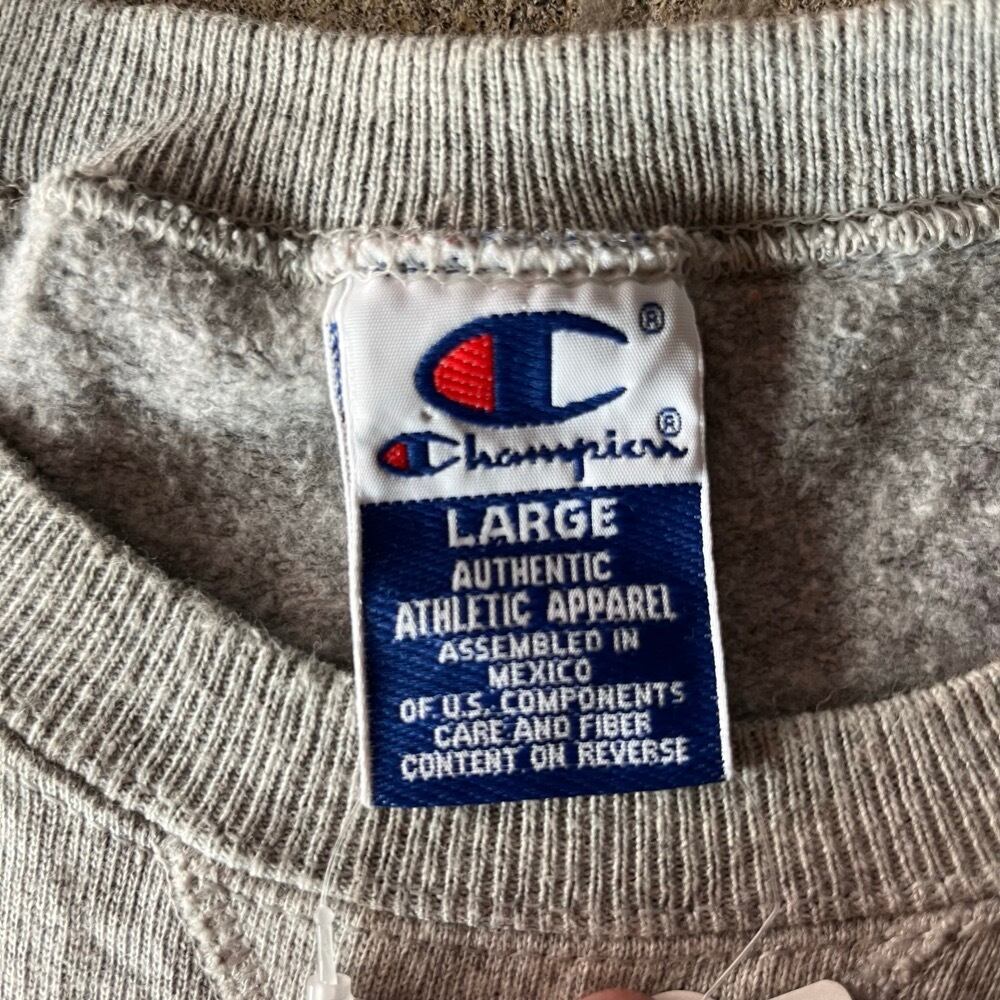 ®
Champion®
LARGE
AUTHENTIC
ATHLETIC APPAREL
ASSEMBLED IN
MEXICO
OF U.S. COMPONENTS
CARE AND FIBER
CONTENT ON REVERSE